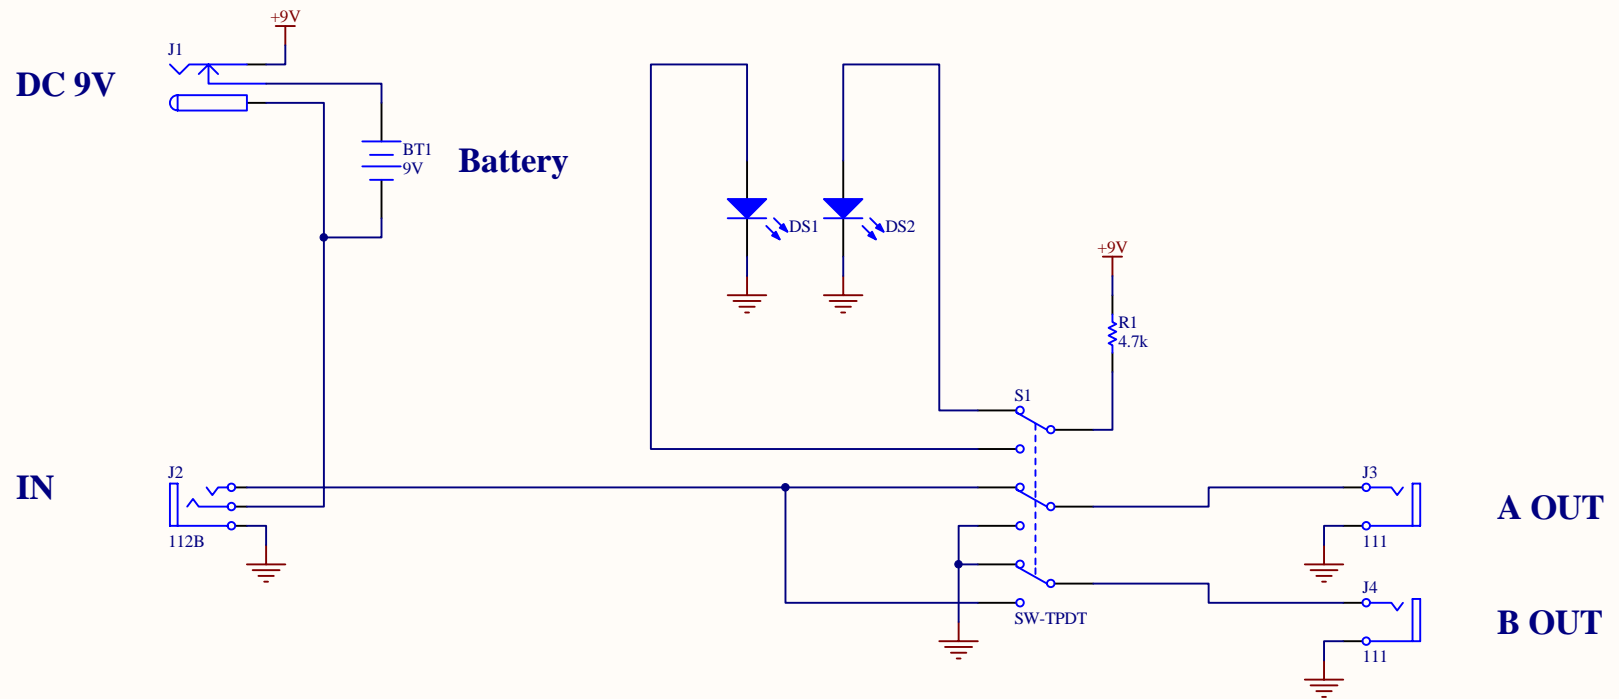 +9V
J1
DC 9V
BT1
9V
Battery
DS1
DS2
+9V
R1
4.7k
S1
J2
IN
112B
J3
A OUT
111
J4
SW-TPDT
B OUT
111